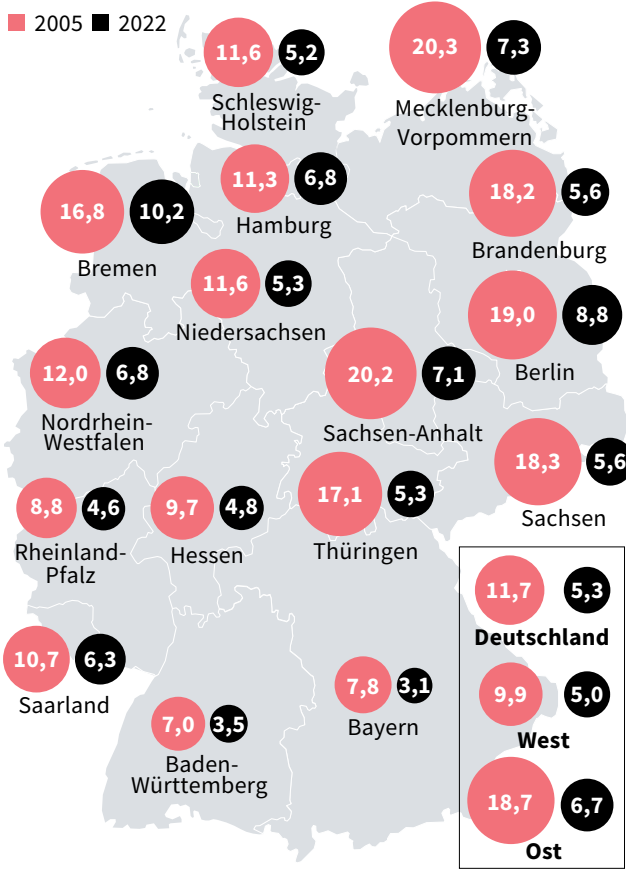 2005 2022
11,6 5,2
Schleswig-
Holstein
20,3 7,3
Mecklenburg-
Vorpommern
11,3 6,8
Hamburg
18,2 5,6
Brandenburg
16,8 10,2
Bremen
11,6 5,3
Niedersachsen
19,0 8,8
Berlin
12,0 6,8
Nordrhein-
Westfalen
20,2 7,1
Sachsen-Anhalt
18,3 5,6
Sachsen
8,8 4,6
Rheinland-
Pfalz
9,7 4,8
Hessen
17,1 5,3
Thüringen
11,7 5,3
Deutschland
10,7 6,3
Saarland
7,0 3,5
Baden-
Württemberg
7,8 3,1
Bayern
9,9 5,0
West
18,7 6,7
Ost